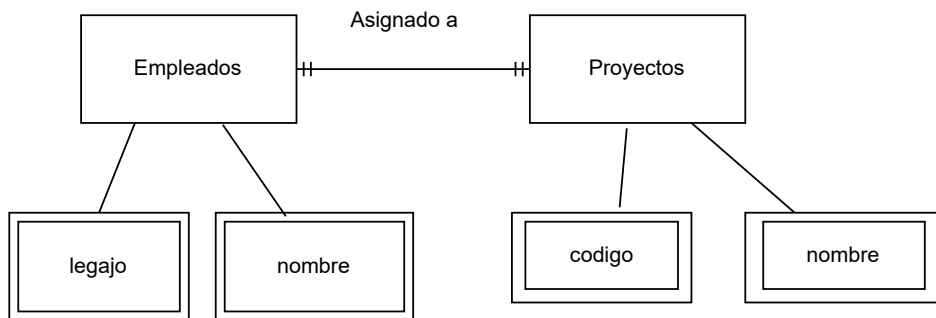 Asignado a
Empleados
Proyectos
legajo
nombre
codigo
nombre